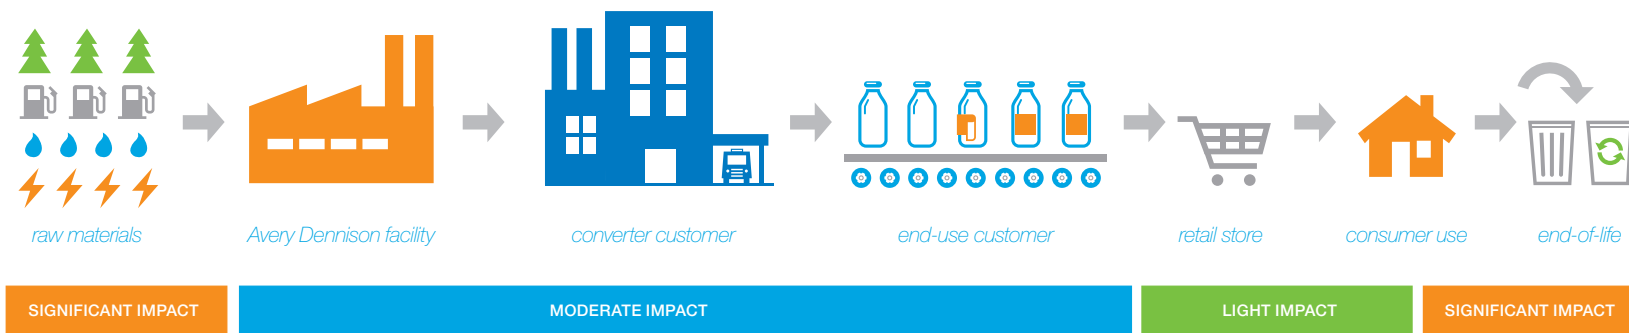 raw materials
Avery Dennison facility
converter customer
end-use customer
retail store
consumer use
end-of-life
SIGNIFICANT IMPACT
MODERATE IMPACT
LIGHT IMPACT
SIGNIFICANT IMPACT